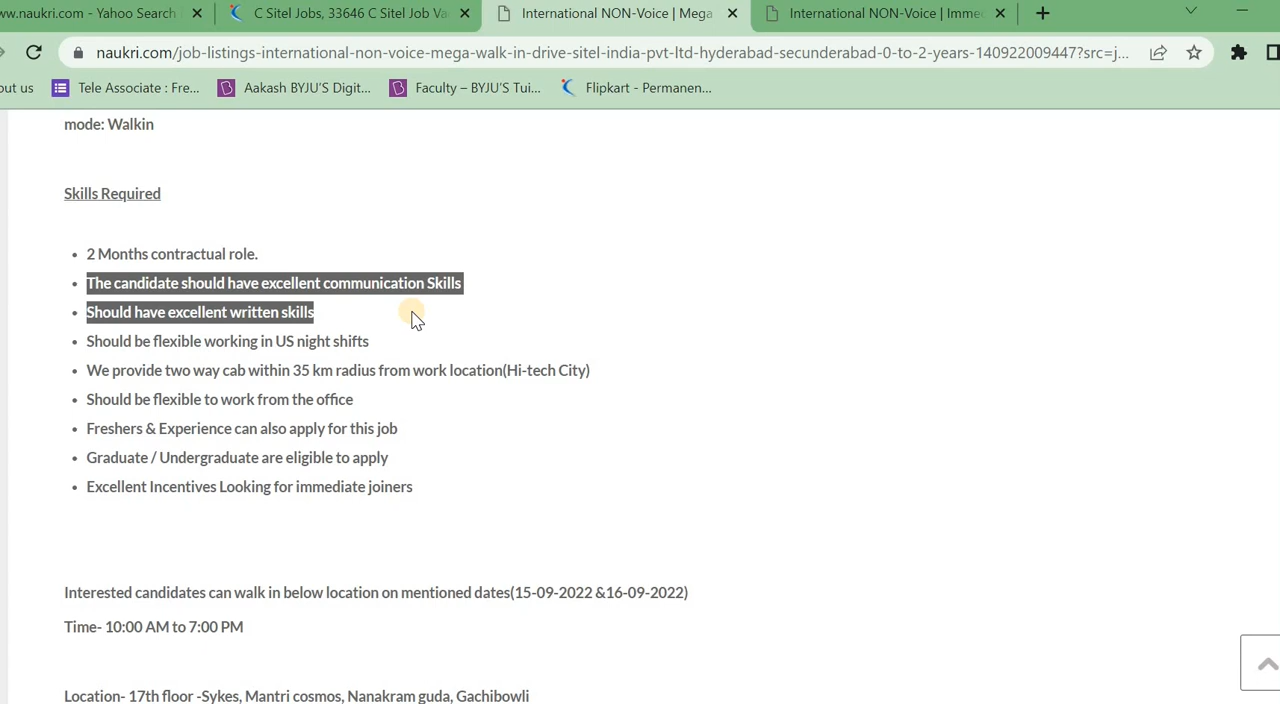 ww.naukri.com - Yahoo Search
C Sitel Jobs, 33646 C Sitel Job Va
International NON-Voice | Mega
International NON-Voice | Imme
naukri.com/job-listings-international-non-voice-mega-walk-in-drive-sitel-india-pvt-ltd-hyderabad-secunderabad-0-to-2-years-140922009447?src=j...
out us
Tele Associate : Fre...
Aakash BYJU'S Digit...
Faculty – BYJU'S Tui...
Flipkart - Permanen...
mode: Walkin
Skills Required
• 2 Months contractual role.
• The candidate should have excellent communication Skills
• Should have excellent written skills
• Should be flexible working in US night shifts
• We provide two way cab within 35 km radius from work location(Hi-tech City)
• Should be flexible to work from the office
• Freshers & Experience can also apply for this job
• Graduate / Undergraduate are eligible to apply
• Excellent Incentives Looking for immediate joiners
Interested candidates can walk in below location on mentioned dates(15-09-2022 &16-09-2022)
Time- 10:00 AM to 7:00 PM
Location- 17th floor -Sykes, Mantri cosmos, Nanakram guda, Gachibowli